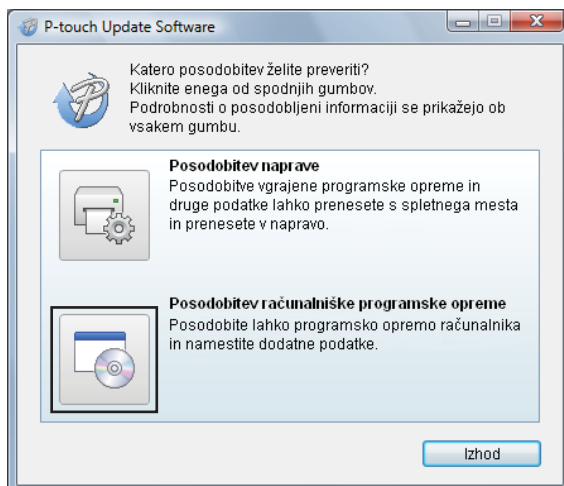 P-touch Update Software
Katero posodobitev želite preveriti?
Kliknite enega od spodnjih gumbov.
Podrobnosti o posodobljeni informaciji se prikažejo ob
vsakem gumbu.
Posodobitev naprave
Posodobitve vgrajene programske opreme in
druge podatke lahko prenesete s spletnega mesta
in prenesete v napravo.
Posodobitev računalniške programske opreme
Posodobite lahko programsko opremo računalnika
in namestite dodatne podatke.
Izhod